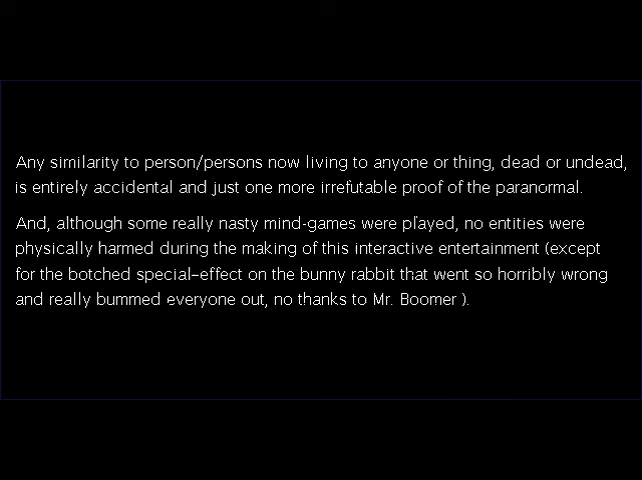 Any similarity to person/persons now living to anyone or thing, dead or undead,
is entirely accidental and just one more irrefutable proof of the paranormal.
And, although some really nasty mind-games were played, no entities were
physically harmed during the making of this interactive entertainment (except
for the botched special-effect on the bunny rabbit that went so horribly wrong
and really bummed everyone out, no thanks to Mr. Boomer ).